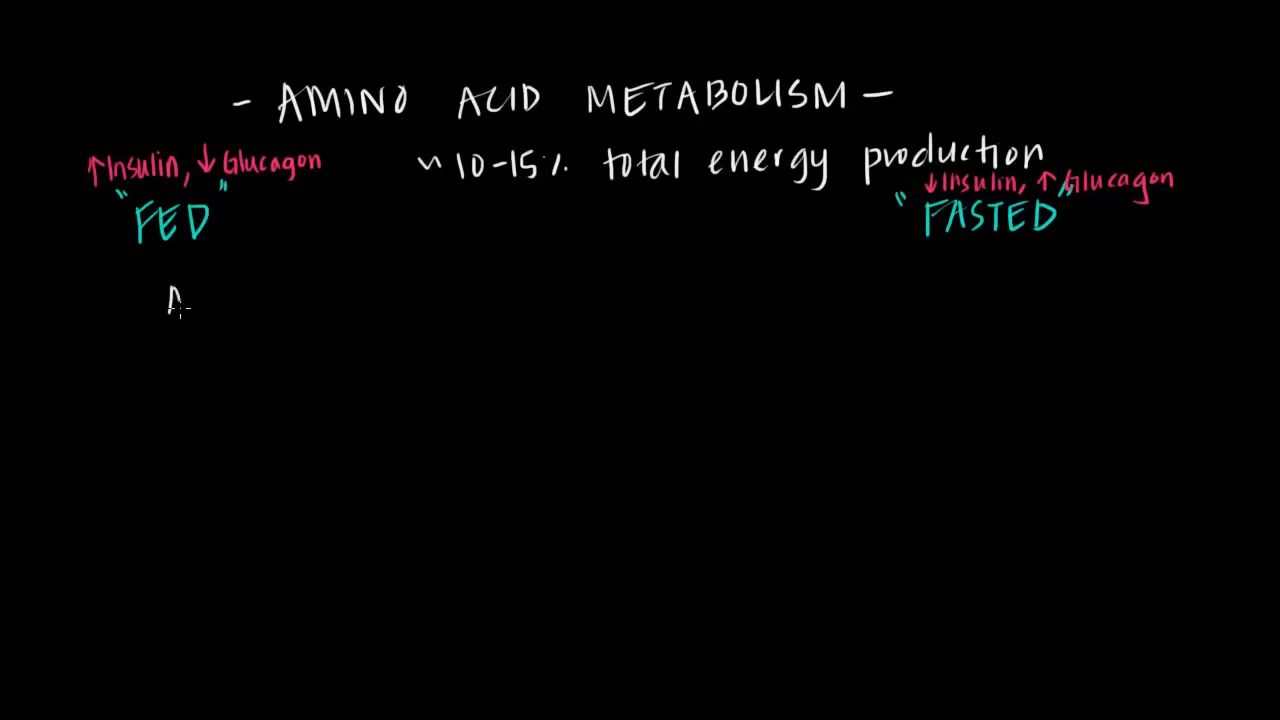 - AMINO ACID METABOLISM -
~ 10-15% total energy production
↑Insulin, ↓Glucagon
"FED"
↓Insulin, ↑Glucagon
"FASTED"
A